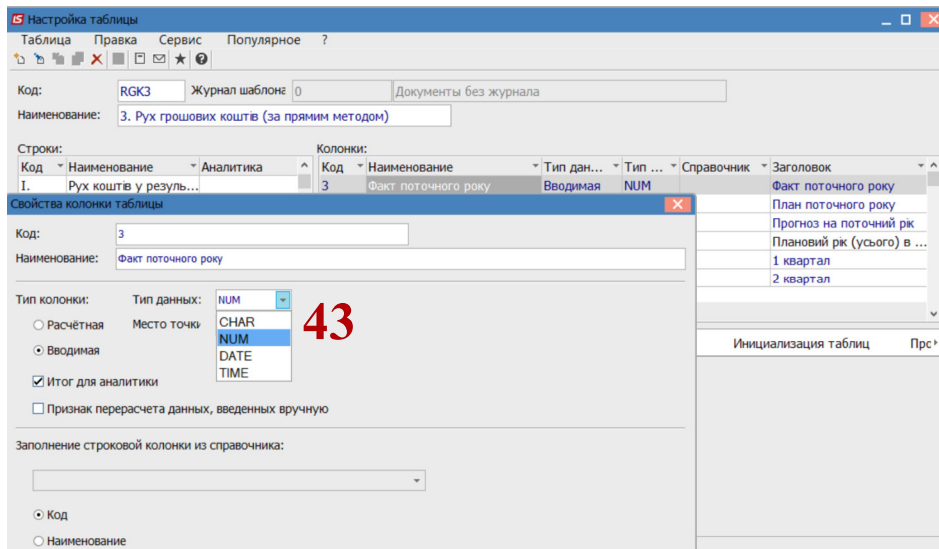 Настройка таблицы
Таблица Правка Сервис Популярное ?
Код: RGK3 Журнал шаблона 0 Документы без журнала
Наименование: 3. Рух грошових коштів (за прямим методом)
Строки: Колонки:
Код Наименование Аналитика Код Наименование Тип дан... Тип ... Справочник Заголовок
I. Рух коштів у резуль... 3 Факт поточного року Вводимая NUM Факт поточного року
Свойства колонки таблицы План поточного року
Прогноз на поточний рік
Код: 3 Плановий рік (усього) в ...
Наименование: Факт поточного року 1 квартал
2 квартал
Тип колонки: Тип данных: NUM 43
Расчётная Место точки CHAR
NUM
Вводимая DATE Инициализация таблиц
TIME
Итог для аналитики
Признак перерасчета данных, введенных вручную
Заполнение строковой колонки из справочника:
Код
Наименование